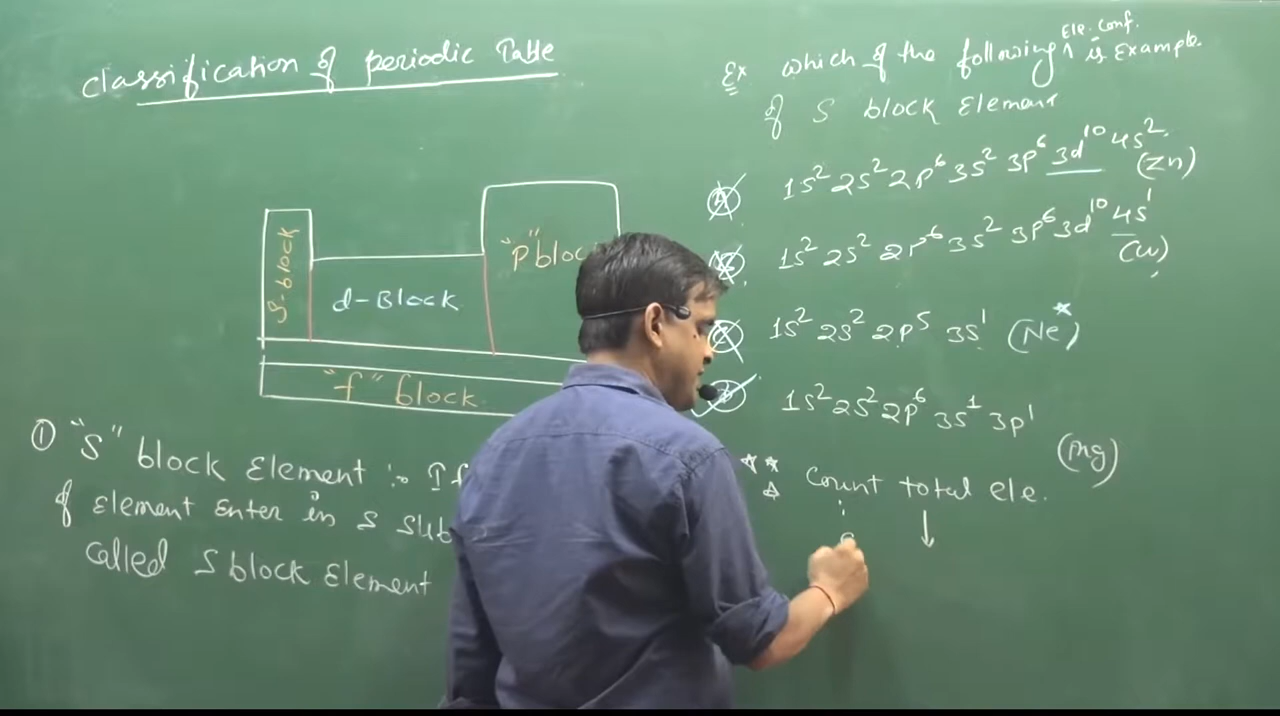 Classification of periodic Table
S-block
d-Block
"P" bloc
"f" block
① "S" block Element :- If
of element Enter in S sub
called S block Element
Ex which of the following ^ is Example
Ele. Conf.
of S block Element
1s² 2s² 2p⁶ 3s² 3p⁶ 3d¹⁰ 4s² (Zn)
1s² 2s² 2p⁶ 3s² 3p⁶ 3d¹⁰ 4s¹
1s² 2s² 2p⁵ 3s¹ (Ne*)
1s² 2s² 2p⁶ 3s¹ 3p¹
(Mg)
Count total ele.